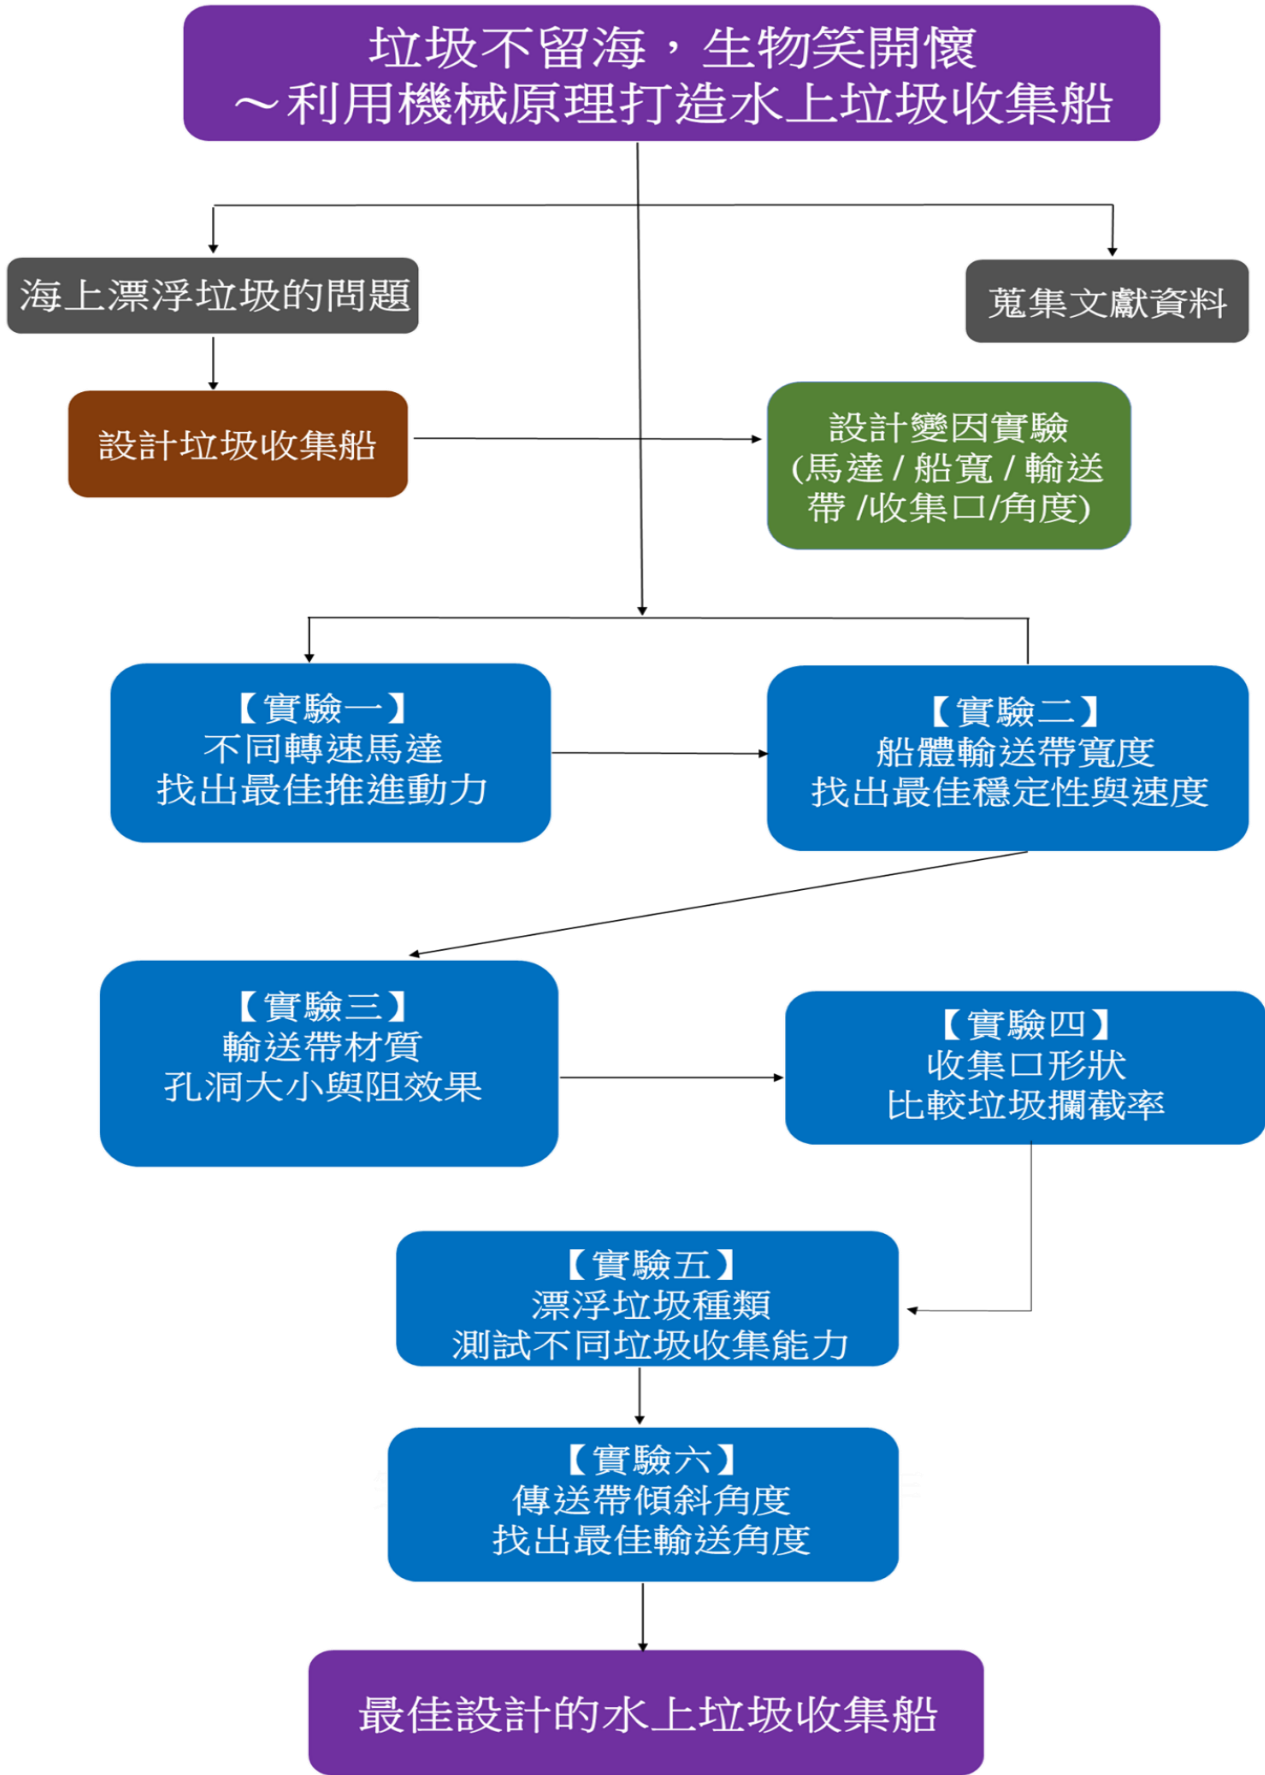 垃圾不留海，生物笑開懷
～利用機械原理打造水上垃圾收集船
海上漂浮垃圾的問題
蒐集文獻資料
設計垃圾收集船
設計變因實驗
(馬達 / 船寬 / 輸送
帶 /收集口/角度)
【實驗一】
不同轉速馬達
找出最佳推進動力
【實驗二】
船體輸送帶寬度
找出最佳穩定性與速度
【實驗三】
輸送帶材質
孔洞大小與阻效果
【實驗四】
收集口形狀
比較垃圾攔截率
【實驗五】
漂浮垃圾種類
測試不同垃圾收集能力
【實驗六】
傳送帶傾斜角度
找出最佳輸送角度
最佳設計的水上垃圾收集船